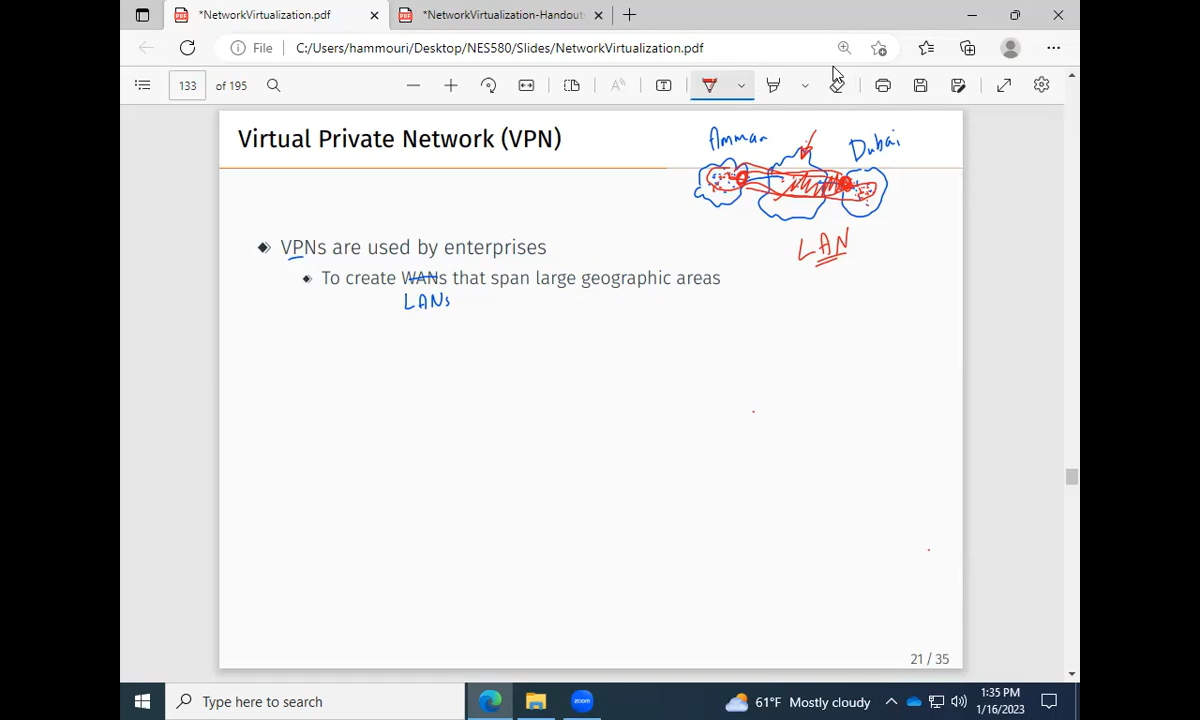 *NetworkVirtualization.pdf
*NetworkVirtualization-Handout
File
C:/Users/hammouri/Desktop/NES580/Slides/NetworkVirtualization.pdf
133 of 195
Virtual Private Network (VPN)
Amman
Dubai
LAN
VPNs are used by enterprises
To create WANs that span large geographic areas
LANs
21 / 35
Type here to search
zoom
61°F Mostly cloudy
1:35 PM
1/16/2023